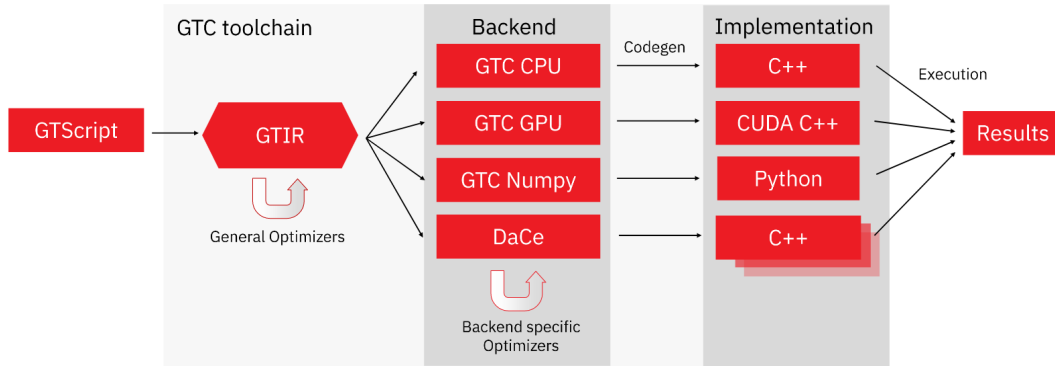 GTC toolchain
Backend
Implementation
GTScript
GTIR
General Optimizers
GTC CPU
GTC GPU
GTC Numpy
DaCe
Backend specific
Optimizers
Codegen
C++
CUDA C++
Python
C++
Execution
Results